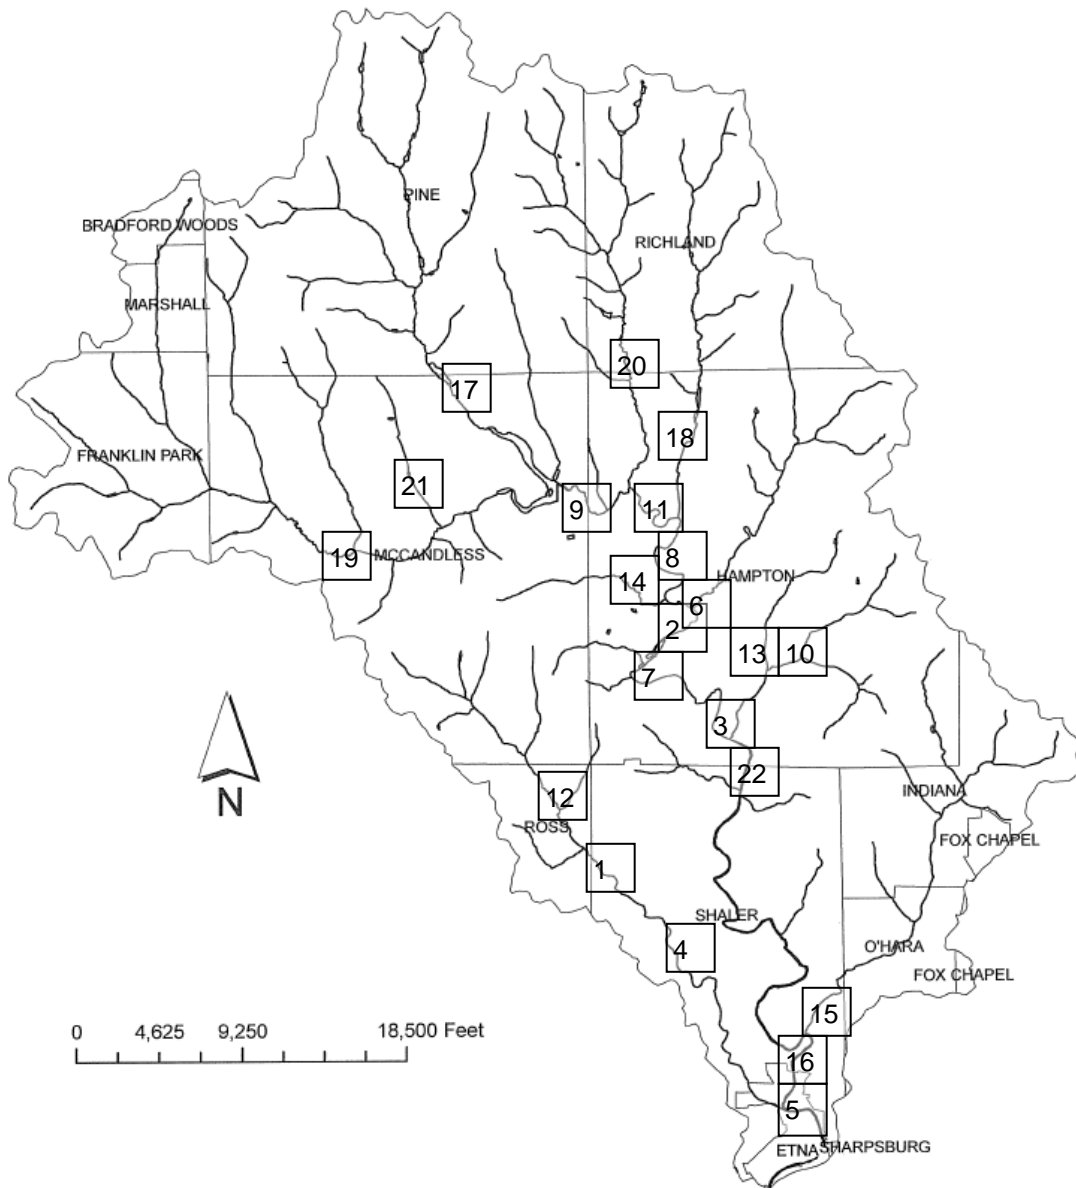 PINE
BRADFORD WOODS
RICHLAND
MARSHALL
20
17
18
FRANKLIN PARK
21
9
11
19
MCCANDLESS
8
14
HAMPTON
6
2
13
10
7
3
22
N
12
INDIANA
ROSS
FOX CHAPEL
1
SHALER
4
O'HARA
FOX CHAPEL
15
0 4,625 9,250 18,500 Feet
16
5
ETNA
SHARPSBURG